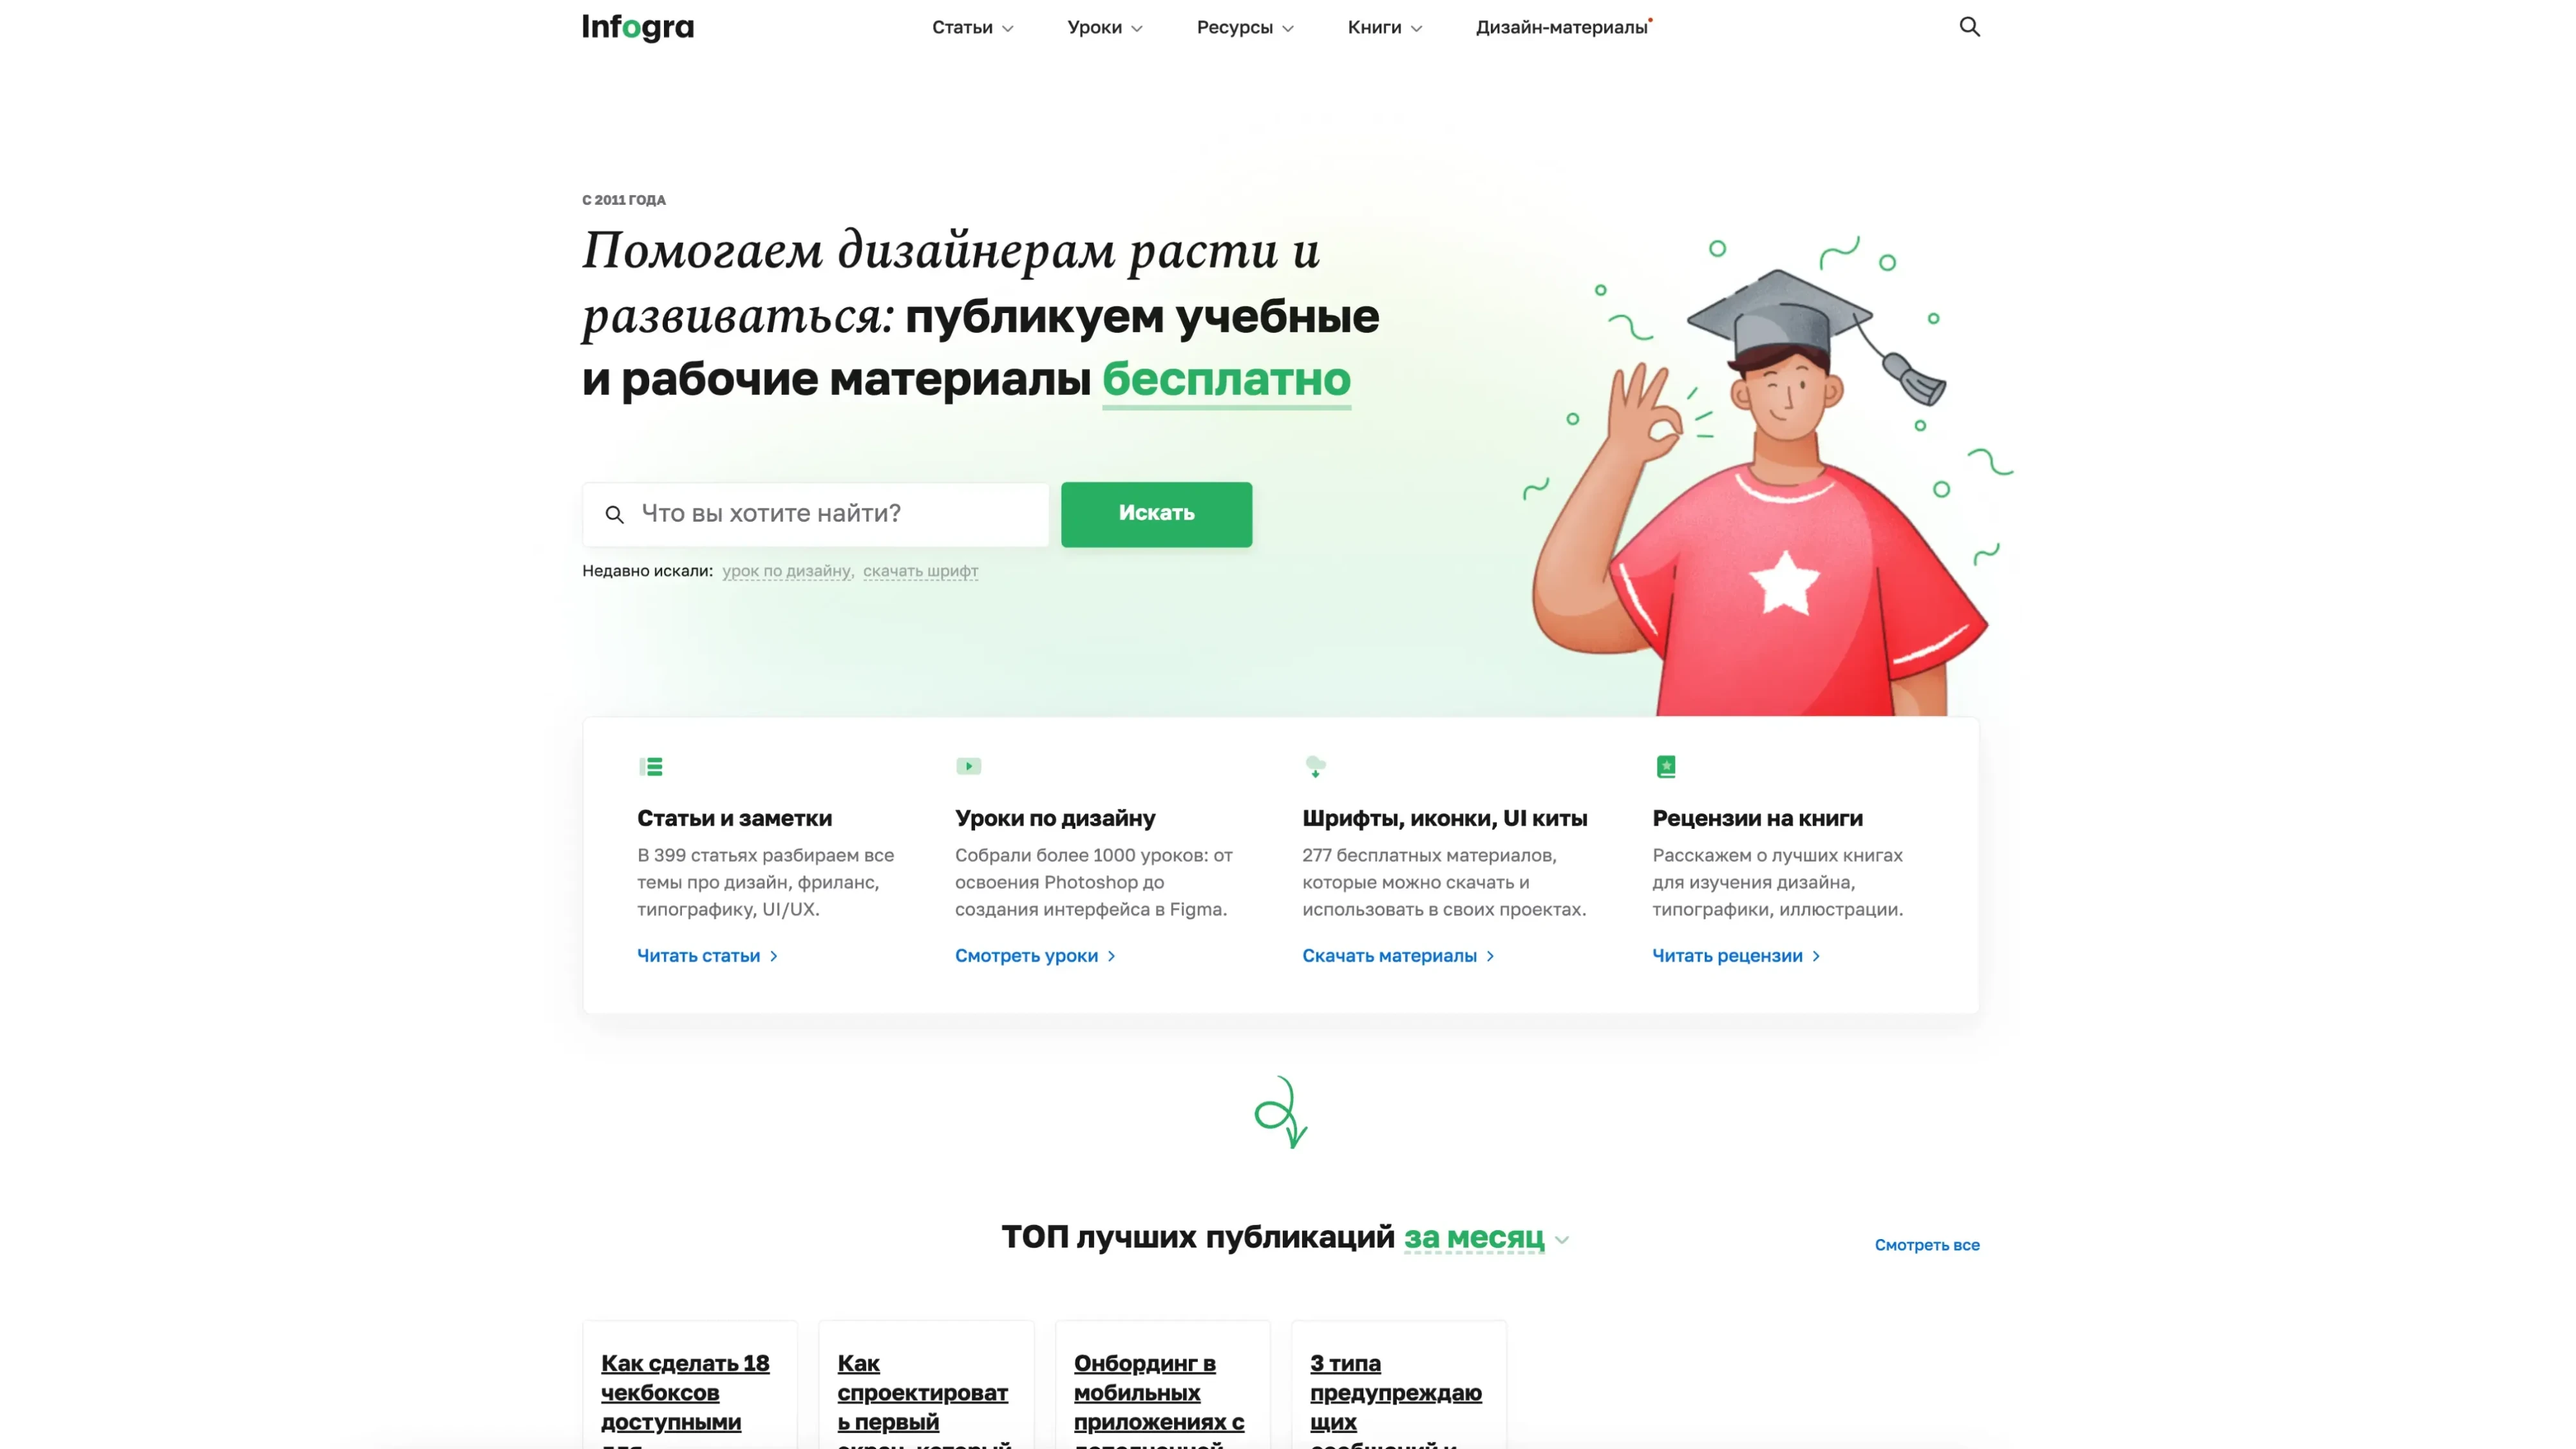 Infogra
Статьи
Уроки
Ресурсы
Книги
Дизайн-материалы
С 2011 ГОДА
Помогаем дизайнерам расти и
развиваться: публикуем учебные
и рабочие материалы бесплатно
Что вы хотите найти?
Искать
Недавно искали: урок по дизайну, скачать шрифт
Статьи и заметки
В 399 статьях разбираем все
темы про дизайн, фриланс,
типографику, UI/UX.
Читать статьи
Уроки по дизайну
Собрали более 1000 уроков: от
освоения Photoshop до
создания интерфейса в Figma.
Смотреть уроки
Шрифты, иконки, UI киты
277 бесплатных материалов,
которые можно скачать и
использовать в своих проектах.
Скачать материалы
Рецензии на книги
Расскажем о лучших книгах
для изучения дизайна,
типографики, иллюстрации.
Читать рецензии
ТОП лучших публикаций за месяц
Смотреть все
Как сделать 18
чекбоксов
доступными
Как
спроектироват
ь первый
экран, который
Онбординг в
мобильных
приложениях с
3 типа
предупреждаю
щих